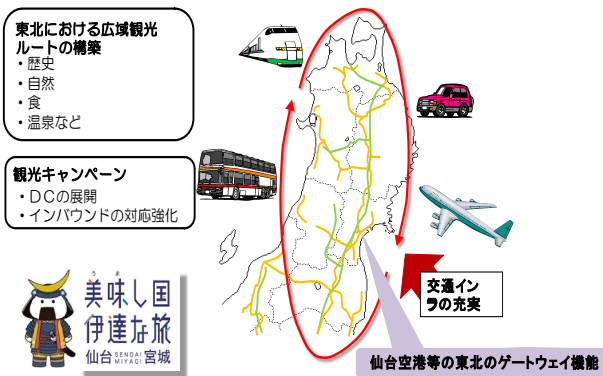 東北における広域観光
ルートの構築
・歴史
・自然
・食
・温泉など
観光キャンペーン
・ＤＣの展開
・インバウンドの対応強化
うま
美味し国
伊達な旅
仙台 SENDAI MIYAGI 宮城
交通イン
ラの充実
仙台空港等の東北のゲートウェイ機能